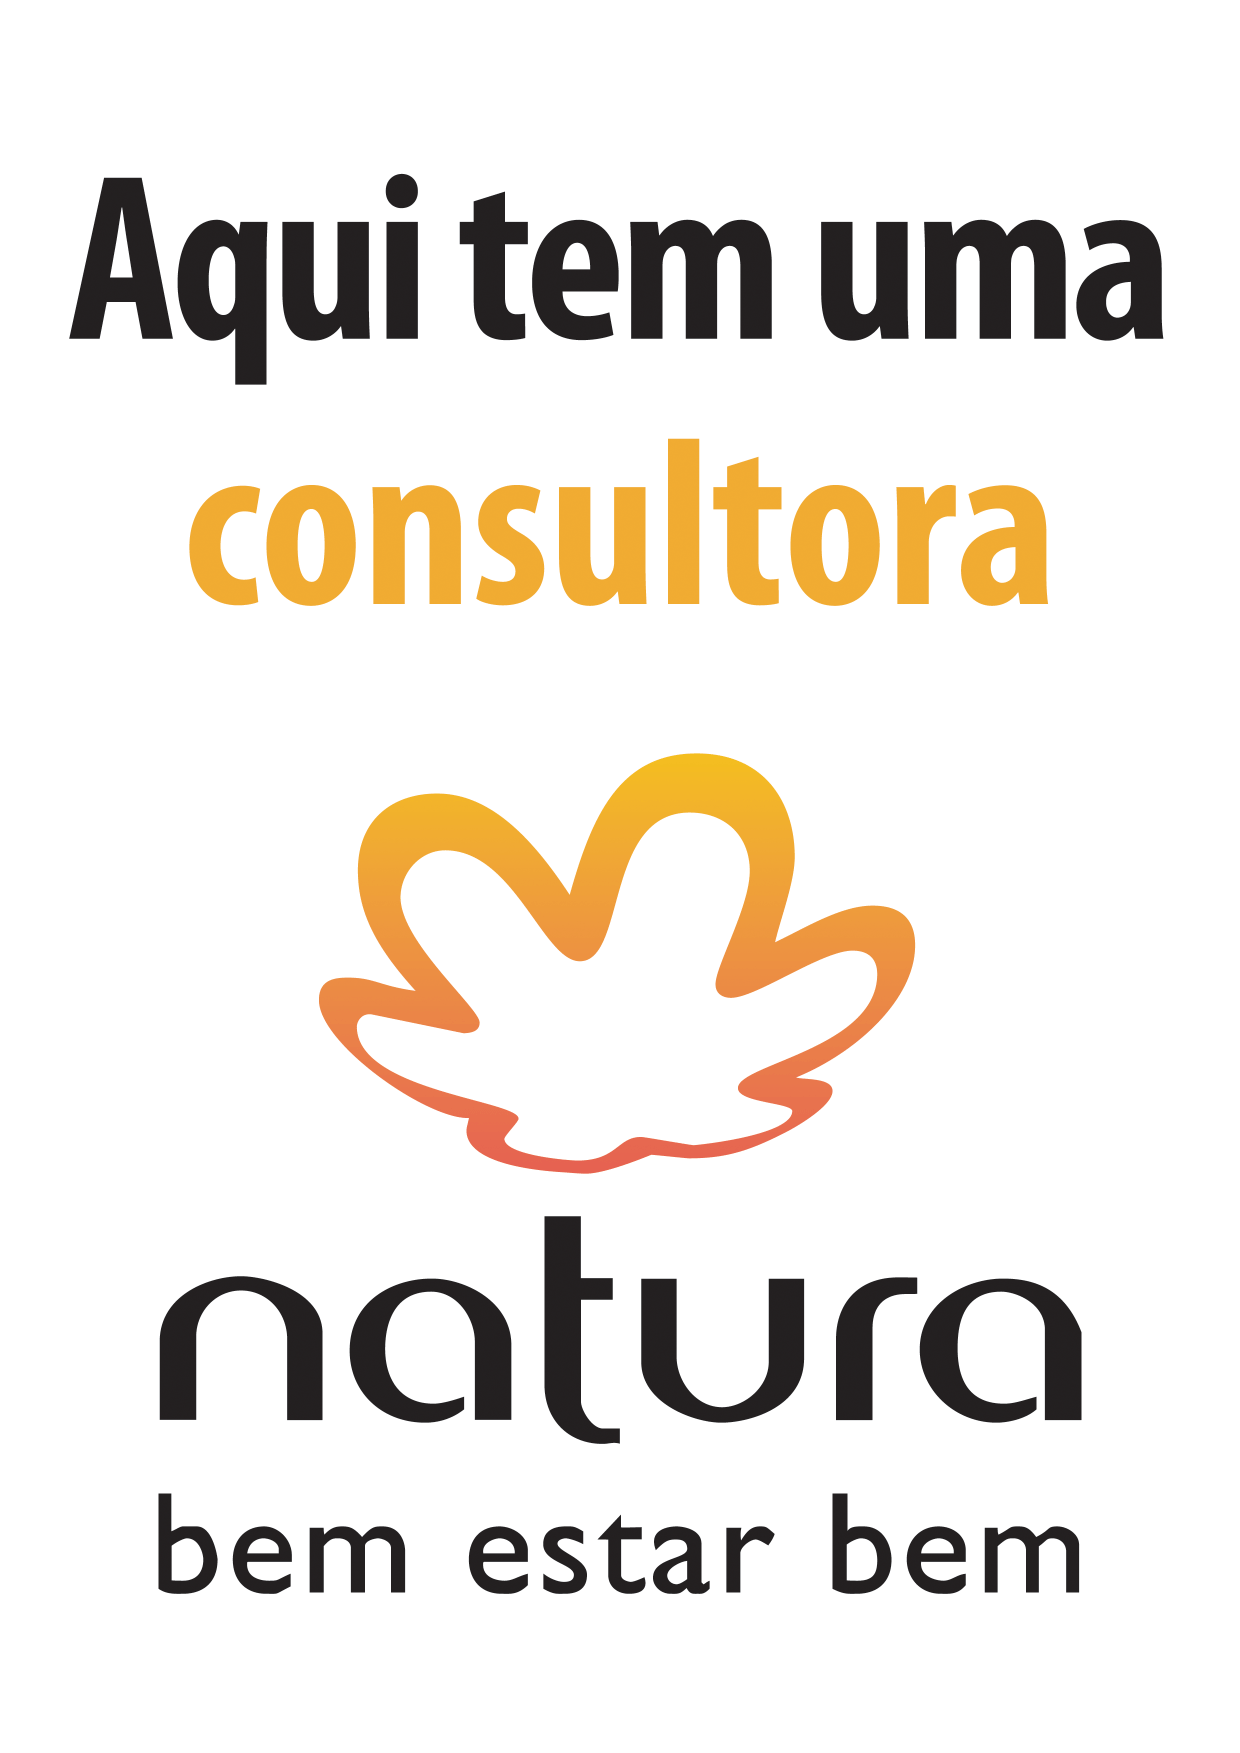 Aqui tem uma
consultora
natura
bem estar bem